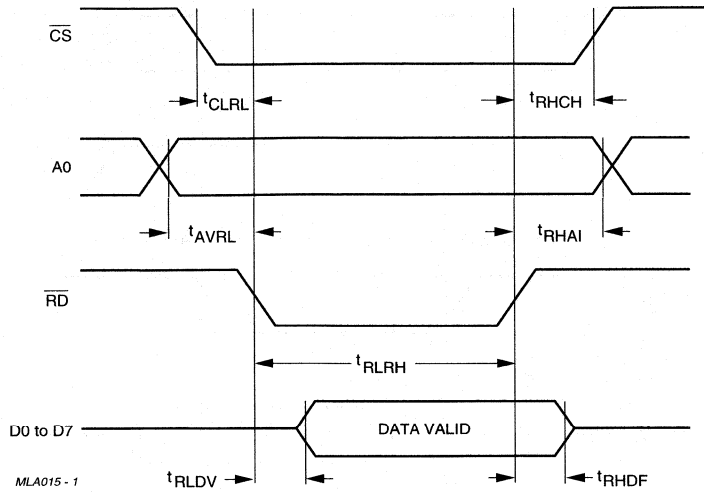 CS
tCLRL
tRHCH
A0
tAVRL
tRHAI
RD
tRLRH
D0 to D7
DATA VALID
tRLDV
tRHDF
MLA015 - 1